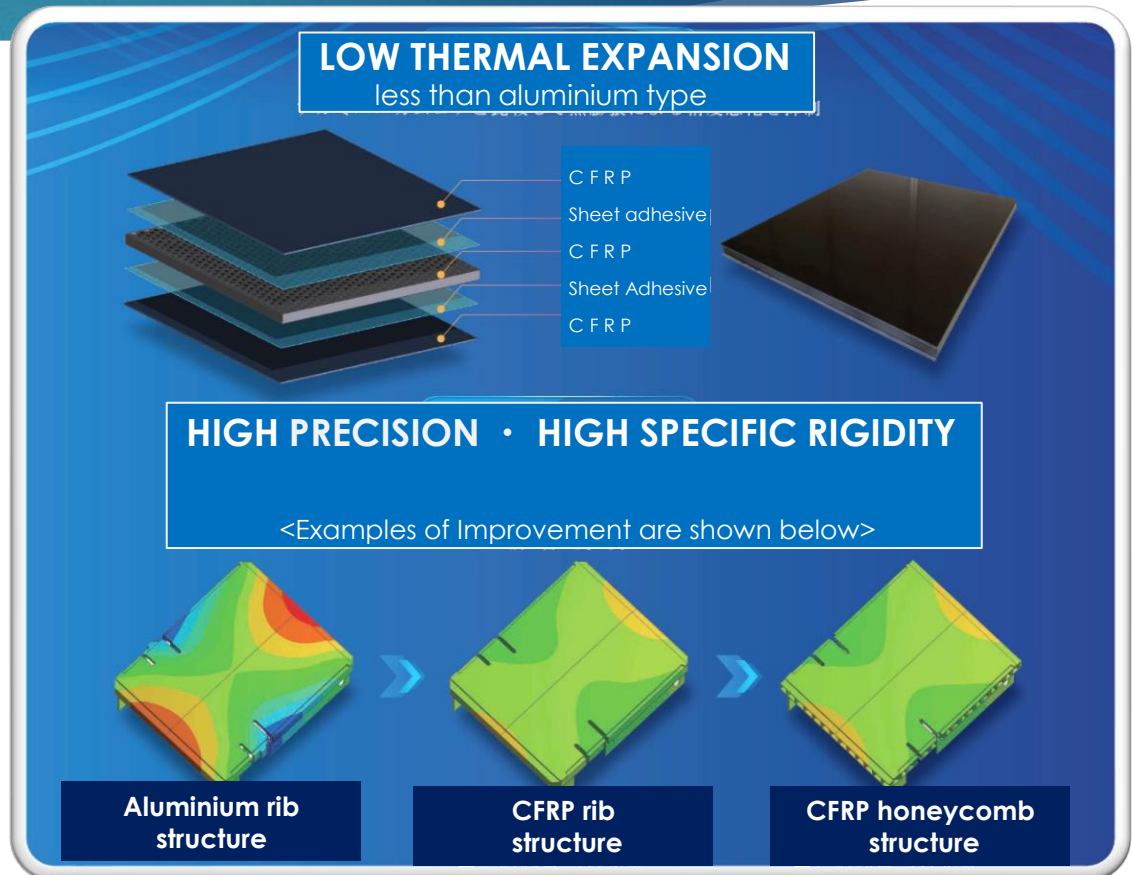 LOW THERMAL EXPANSION
less than aluminium type
C F R P
Sheet adhesive
C F R P
Sheet Adhesive
C F R P
HIGH PRECISION ・ HIGH SPECIFIC RIGIDITY
<Examples of Improvement are shown below>
Aluminium rib
structure
CFRP rib
structure
CFRP honeycomb
structure